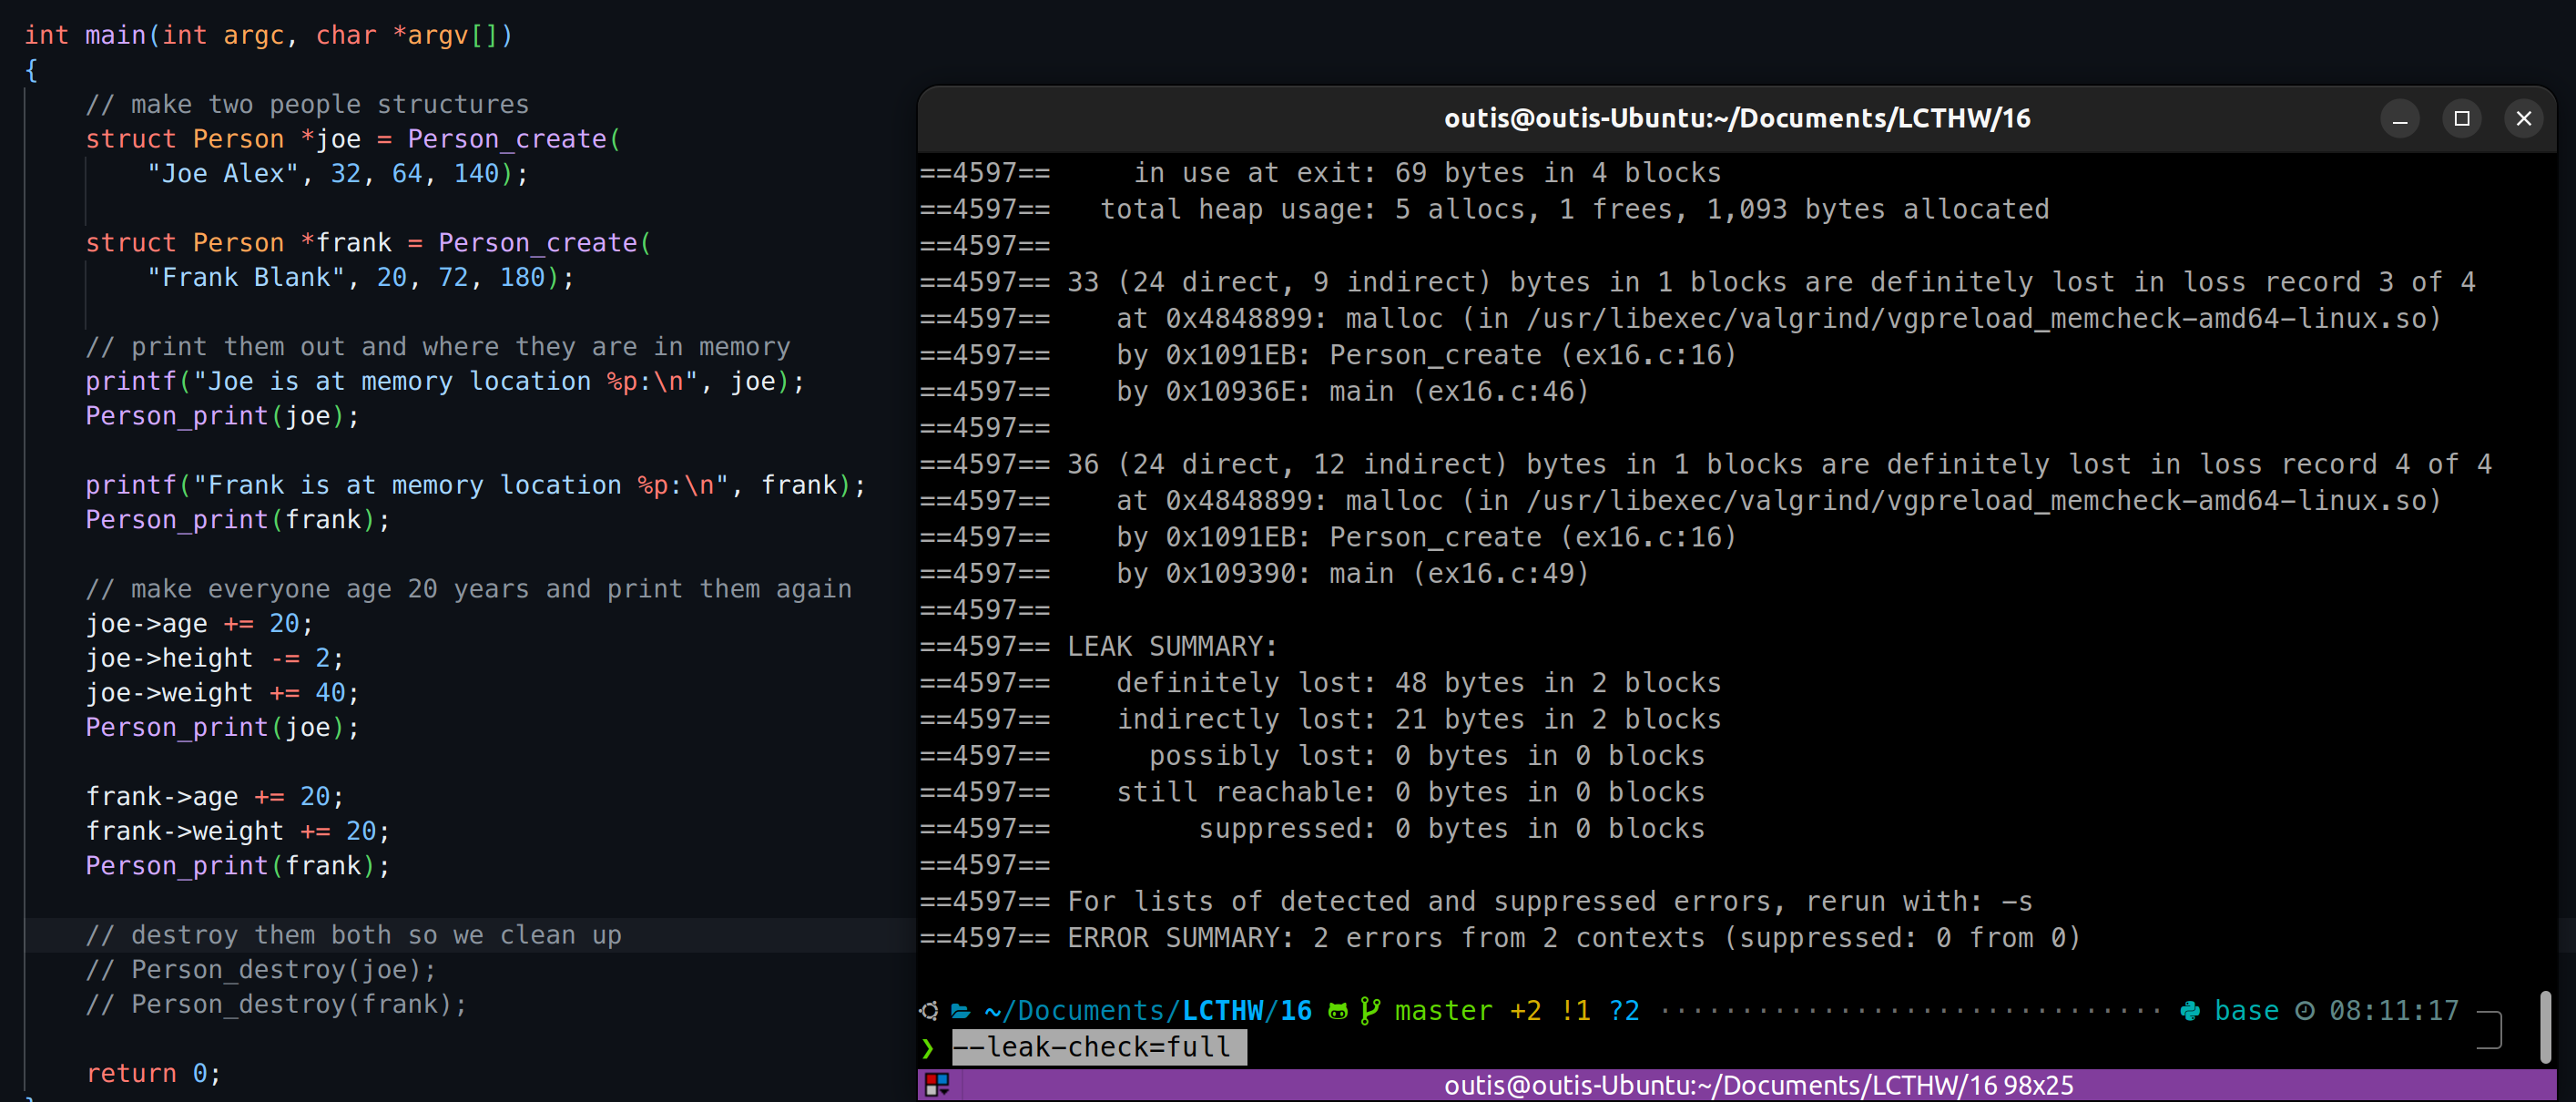 int main(int argc, char *argv[])
{
    // make two people structures
    struct Person *joe = Person_create(
        "Joe Alex", 32, 64, 140);

    struct Person *frank = Person_create(
        "Frank Blank", 20, 72, 180);

    // print them out and where they are in memory
    printf("Joe is at memory location %p:\n", joe);
    Person_print(joe);

    printf("Frank is at memory location %p:\n", frank);
    Person_print(frank);

    // make everyone age 20 years and print them again
    joe->age += 20;
    joe->height -= 2;
    joe->weight += 40;
    Person_print(joe);

    frank->age += 20;
    frank->weight += 20;
    Person_print(frank);

    // destroy them both so we clean up
    // Person_destroy(joe);
    // Person_destroy(frank);

    return 0;
}
outis@outis-Ubuntu:~/Documents/LCTHW/16
==4597==     in use at exit: 69 bytes in 4 blocks
==4597==   total heap usage: 5 allocs, 1 frees, 1,093 bytes allocated
==4597==
==4597== 33 (24 direct, 9 indirect) bytes in 1 blocks are definitely lost in loss record 3 of 4
==4597==    at 0x4848899: malloc (in /usr/libexec/valgrind/vgpreload_memcheck-amd64-linux.so)
==4597==    by 0x1091EB: Person_create (ex16.c:16)
==4597==    by 0x10936E: main (ex16.c:46)
==4597==
==4597== 36 (24 direct, 12 indirect) bytes in 1 blocks are definitely lost in loss record 4 of 4
==4597==    at 0x4848899: malloc (in /usr/libexec/valgrind/vgpreload_memcheck-amd64-linux.so)
==4597==    by 0x1091EB: Person_create (ex16.c:16)
==4597==    by 0x109390: main (ex16.c:49)
==4597==
==4597== LEAK SUMMARY:
==4597==    definitely lost: 48 bytes in 2 blocks
==4597==    indirectly lost: 21 bytes in 2 blocks
==4597==      possibly lost: 0 bytes in 0 blocks
==4597==    still reachable: 0 bytes in 0 blocks
==4597==         suppressed: 0 bytes in 0 blocks
==4597==
==4597== For lists of detected and suppressed errors, rerun with: -s
==4597== ERROR SUMMARY: 2 errors from 2 contexts (suppressed: 0 from 0)
~/Documents/LCTHW/16 master +2 !1 ?2 base 08:11:17
❯ --leak-check=full
outis@outis-Ubuntu:~/Documents/LCTHW/16 98x25